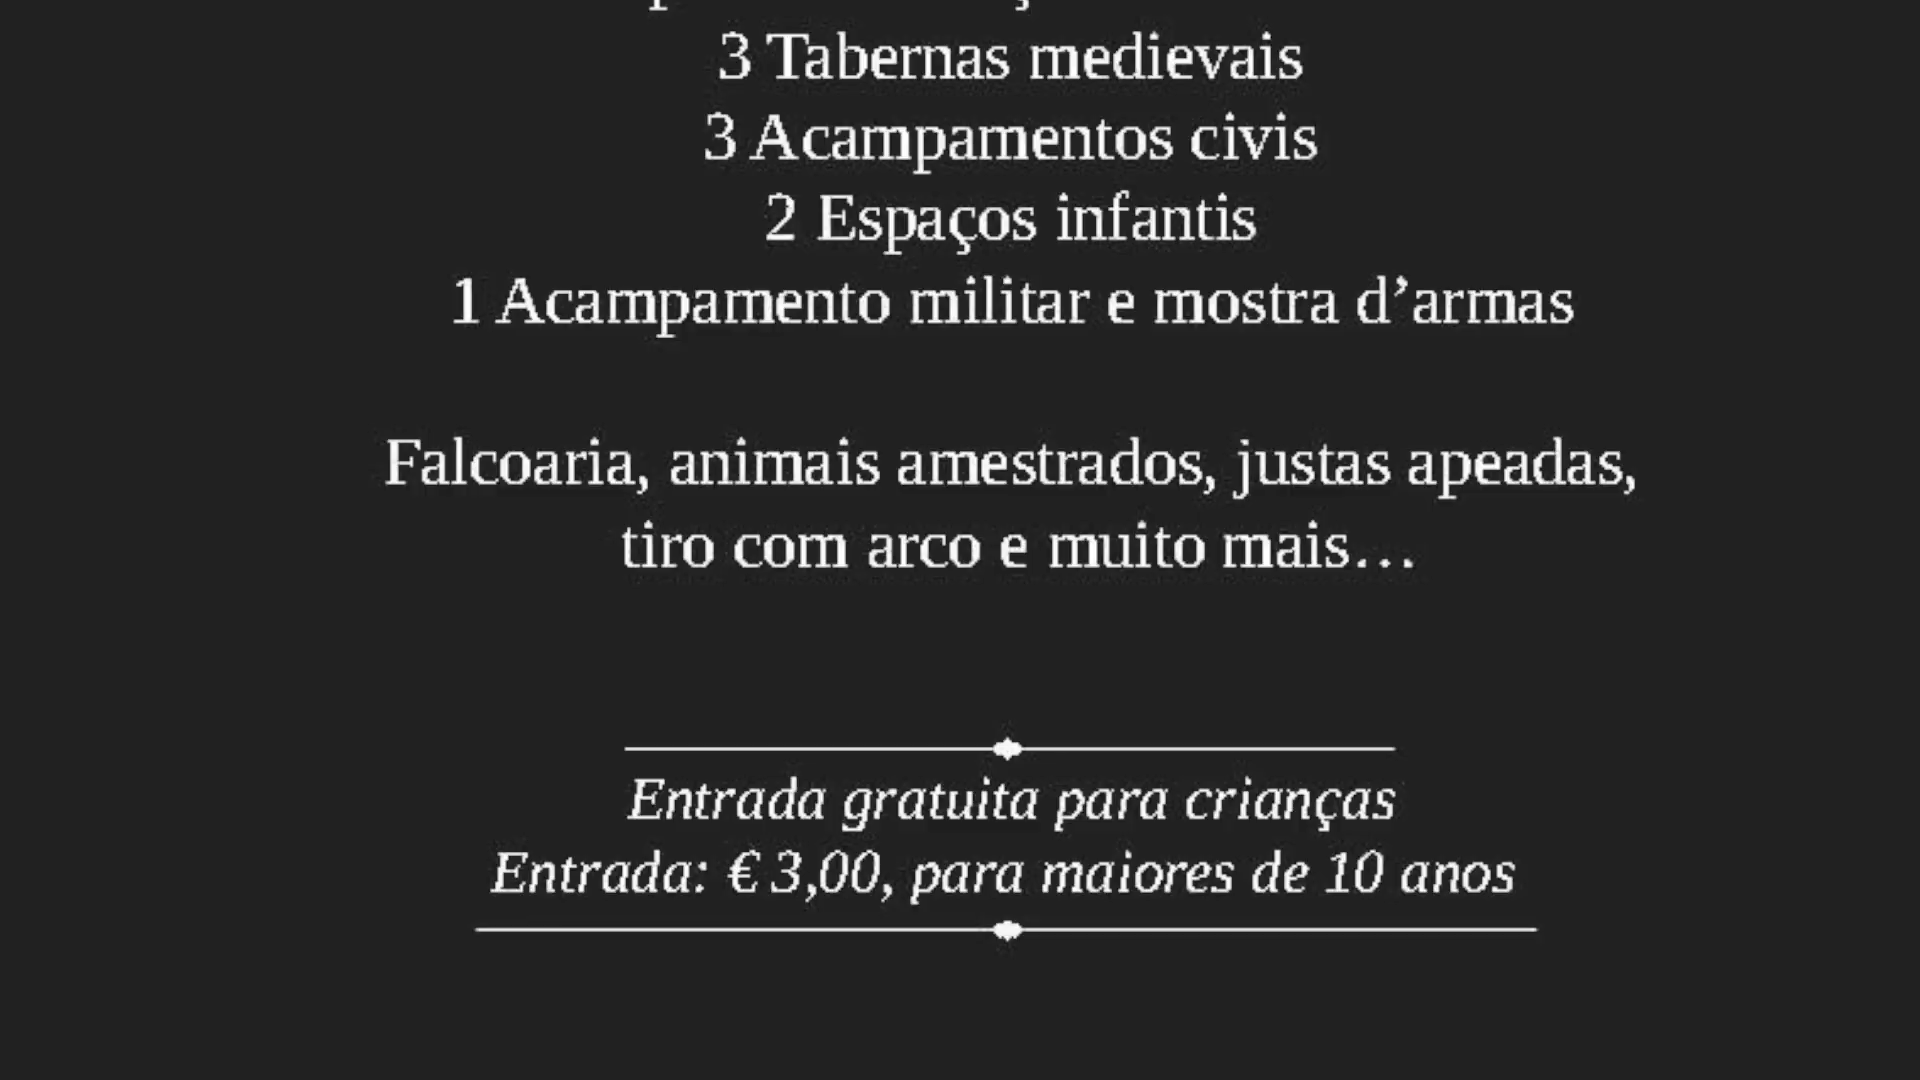 3 Tabernas medievais
3 Acampamentos civis
2 Espaços infantis
1 Acampamento militar e mostra d’armas
Falcoaria, animais amestrados, justas apeadas,
tiro com arco e muito mais…
Entrada gratuita para crianças
Entrada: € 3,00, para maiores de 10 anos